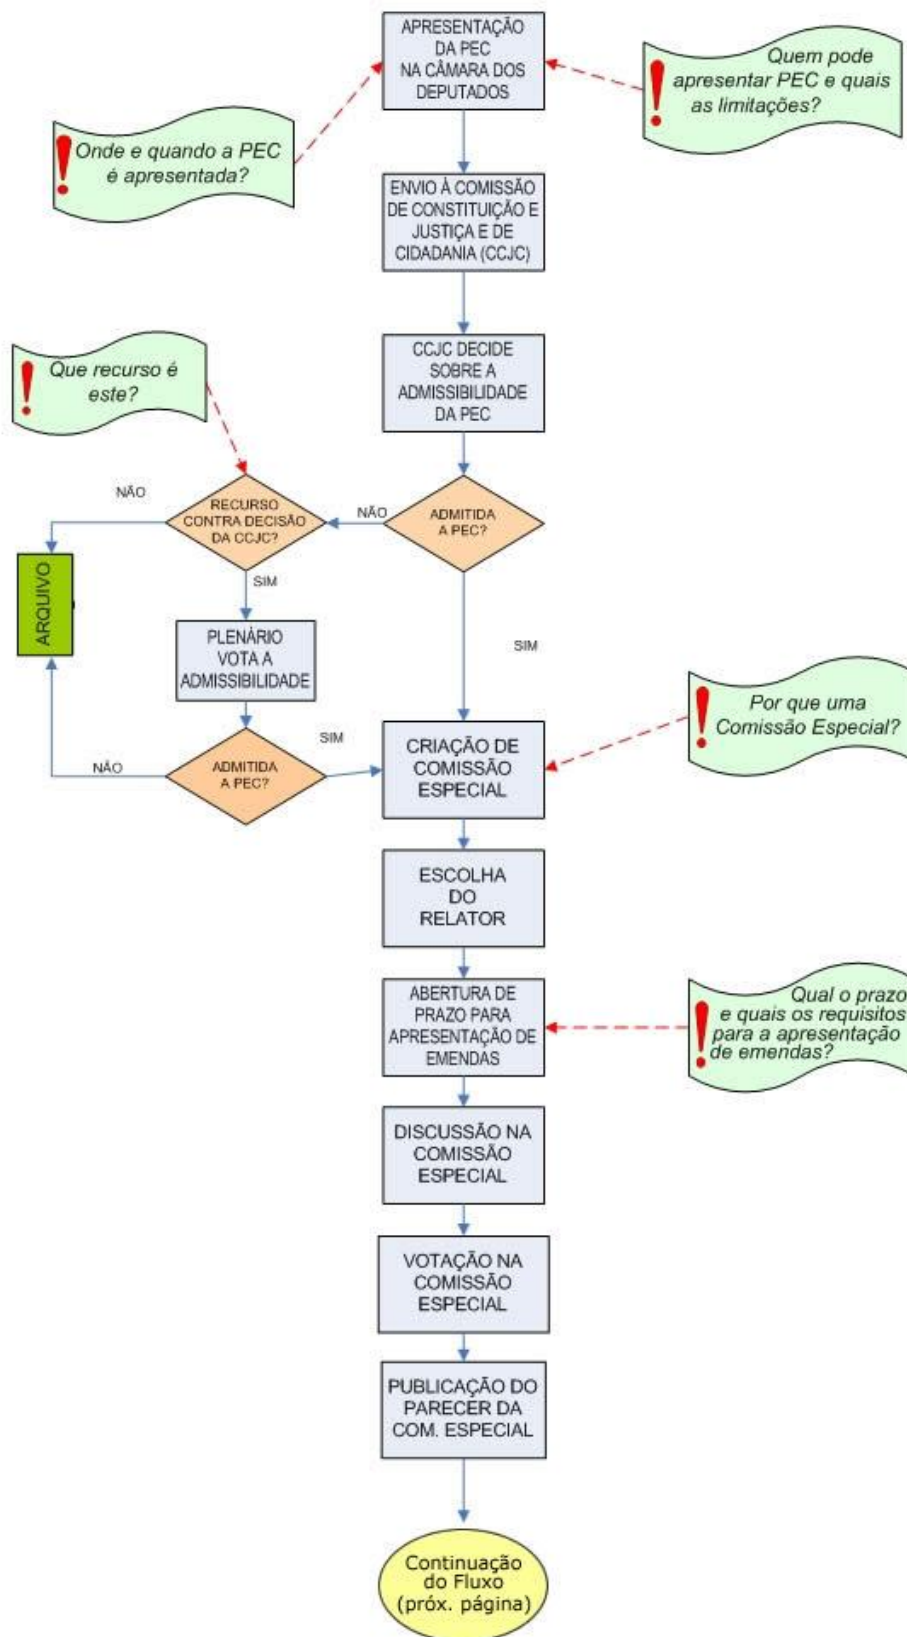 APRESENTAÇÃO
DA PEC
NA CÂMARA DOS
DEPUTADOS
Quem pode
apresentar PEC e quais
as limitações?
Onde e quando a PEC
é apresentada?
ENVIO À COMISSÃO
DE CONSTITUIÇÃO E
JUSTIÇA E DE
CIDADANIA (CCJC)
CCJC DECIDE
SOBRE A
ADMISSIBILIDADE
DA PEC
Que recurso é
este?
NÃO
RECURSO
CONTRA DECISÃO
DA CCJC?
NÃO
ADMITIDA
A PEC?
ARQUIVO
SIM
PLENÁRIO
VOTA A
ADMISSIBILIDADE
SIM
Por que uma
Comissão Especial?
NÃO
ADMITIDA
A PEC?
SIM
CRIAÇÃO DE
COMISSÃO
ESPECIAL
ESCOLHA
DO
RELATOR
ABERTURA DE
PRAZO PARA
APRESENTAÇÃO DE
EMENDAS
Qual o prazo
e quais os requisitos
para a apresentação
de emendas?
DISCUSSÃO NA
COMISSÃO
ESPECIAL
VOTAÇÃO NA
COMISSÃO
ESPECIAL
PUBLICAÇÃO DO
PARECER DA
COM. ESPECIAL
Continuação
do Fluxo
(próx. página)